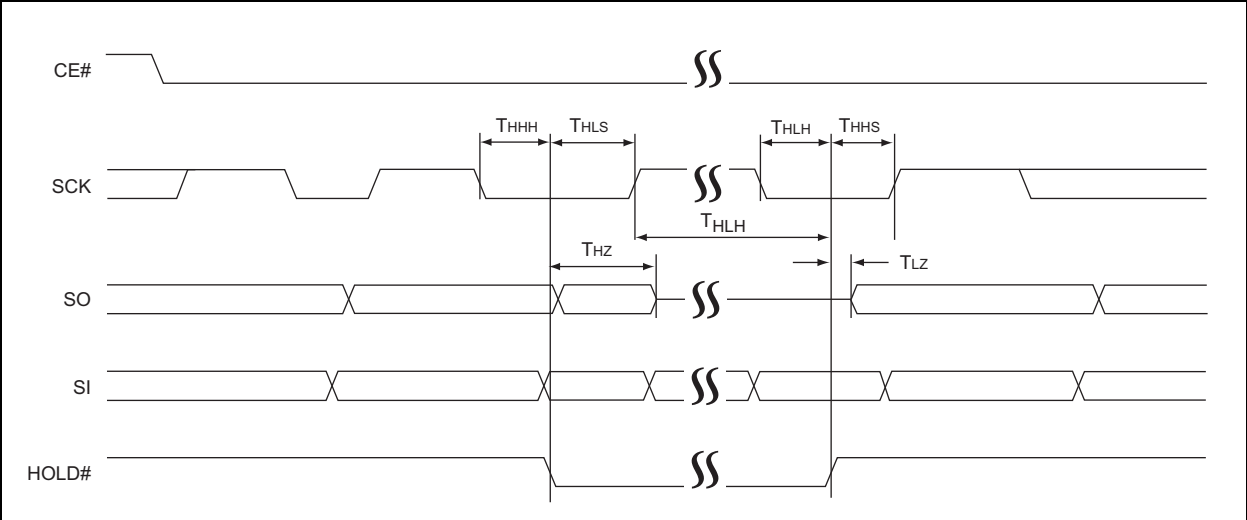 CE#
THHH THLS THLH THHS
SCK
THLH
THZ
TLZ
SO
SI
HOLD#